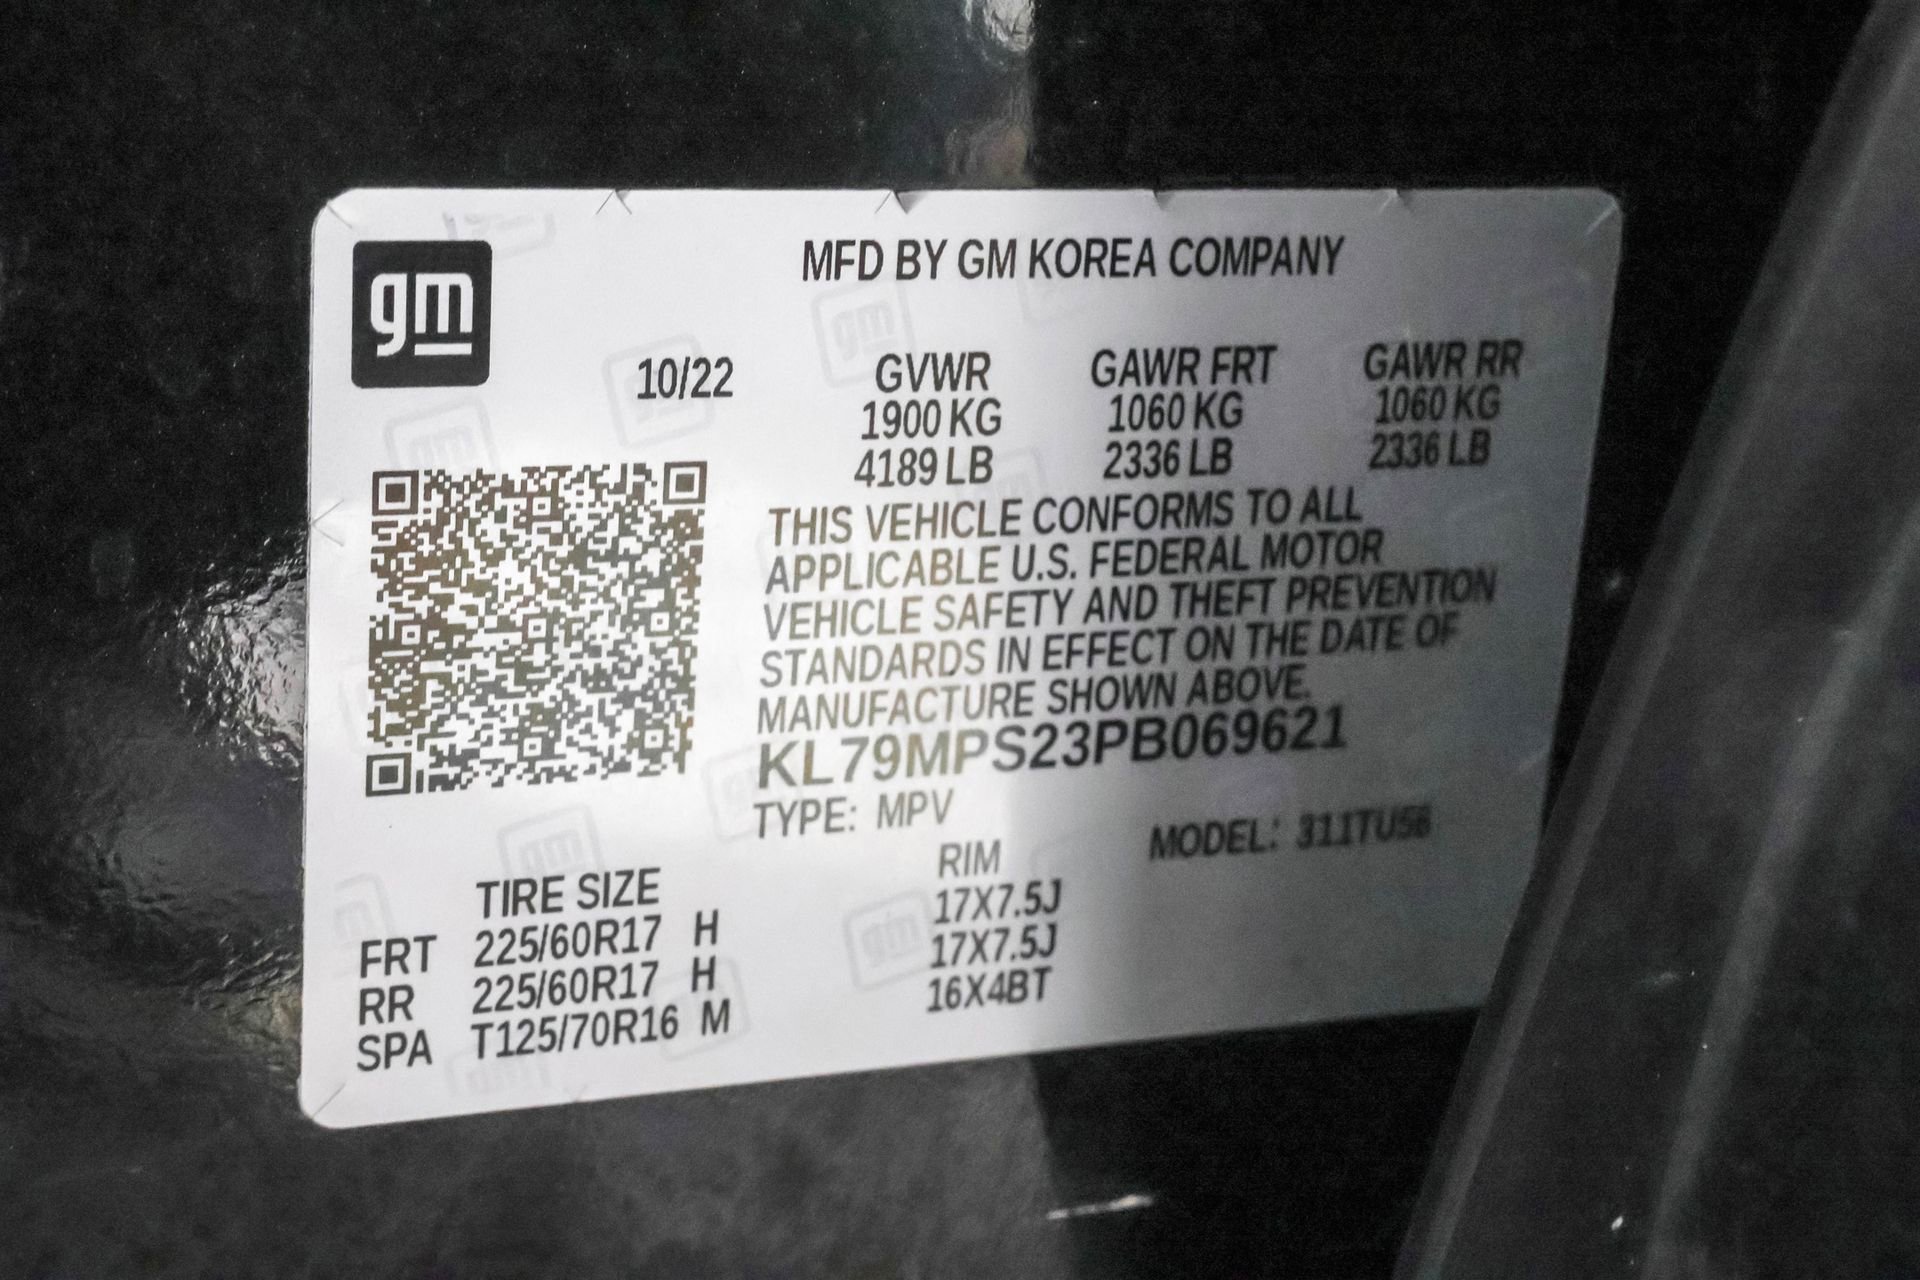 gm
MFD BY GM KOREA COMPANY
10/22
GVWR GAWR FRT GAWR RR
1900 KG 1060 KG 1060 KG
4189 LB 2336 LB 2336 LB
THIS VEHICLE CONFORMS TO ALL
APPLICABLE U.S. FEDERAL MOTOR
VEHICLE SAFETY AND THEFT PREVENTION
STANDARDS IN EFFECT ON THE DATE OF
MANUFACTURE SHOWN ABOVE.
KL79MPS23PB069621
TYPE: MPV MODEL: 311TU56
TIRE SIZE RIM
FRT 225/60R17 H 17X7.5J
RR 225/60R17 H 17X7.5J
SPA T125/70R16 M 16X4BT